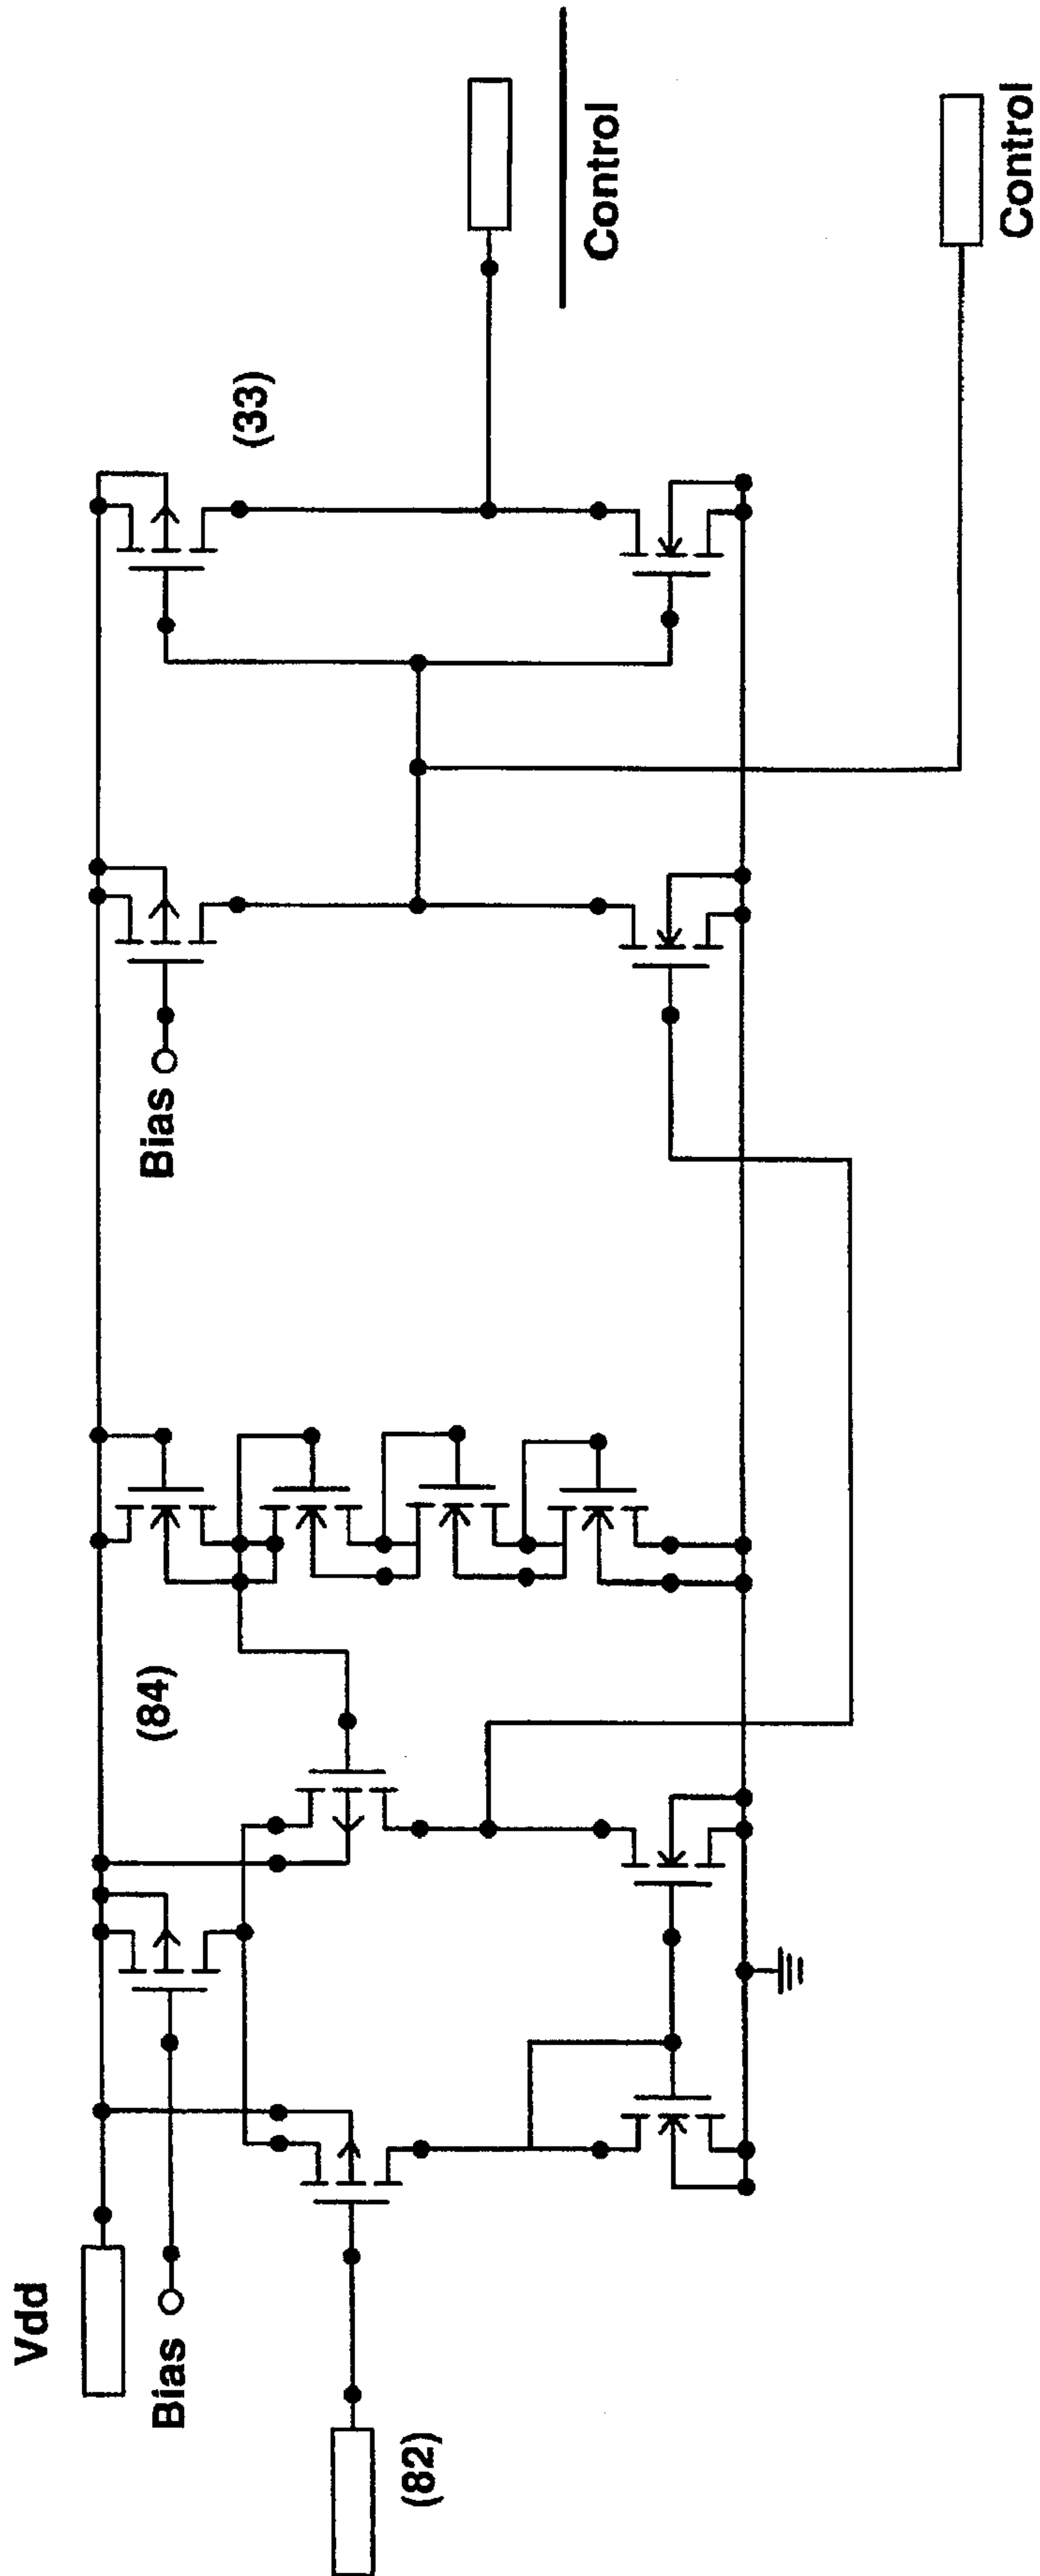 Vdd
Bias
(82)
(84)
Bias
(33)
Control
Control